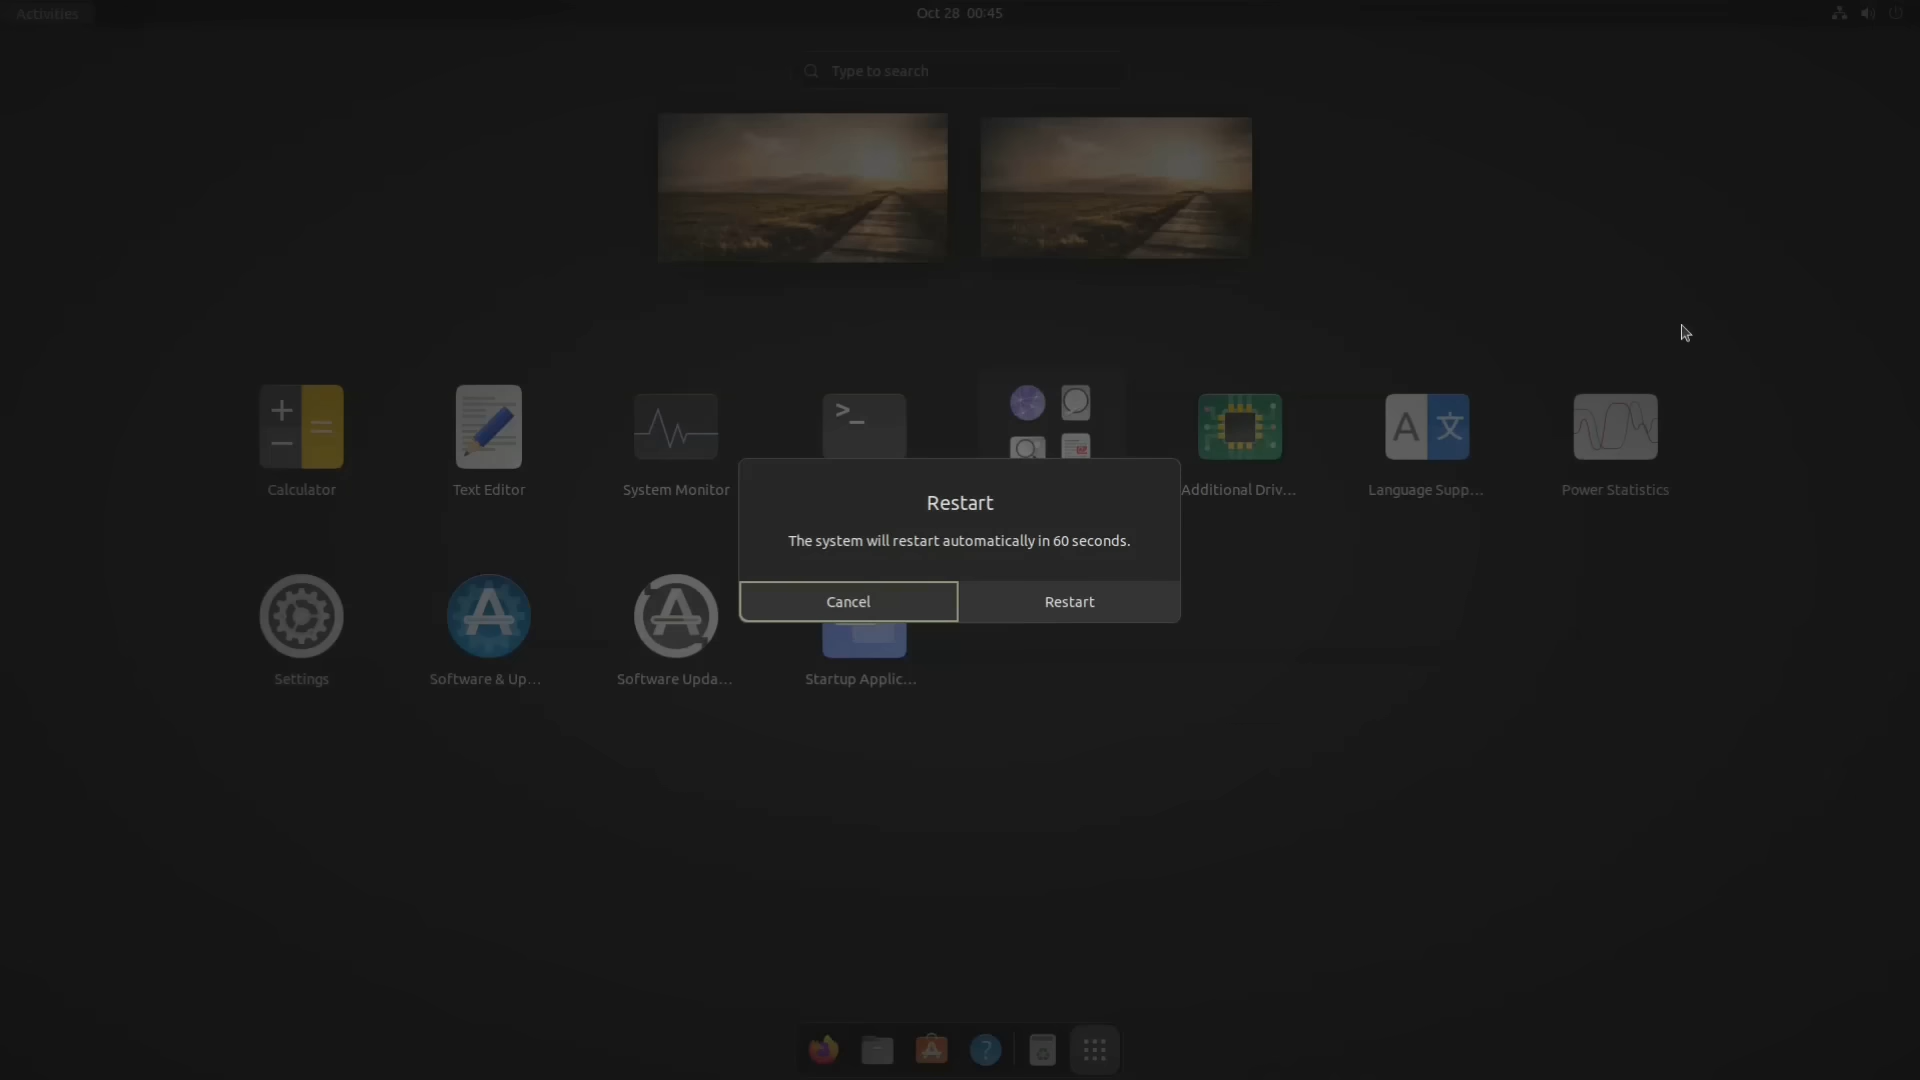 Activities
Oct 28 00:45
Type to search
Calculator
Text Editor
System Monitor
Additional Driv...
Language Supp...
Power Statistics
Restart
The system will restart automatically in 60 seconds.
Cancel
Restart
Settings
Software & Up...
Software Upda...
Startup Applic...